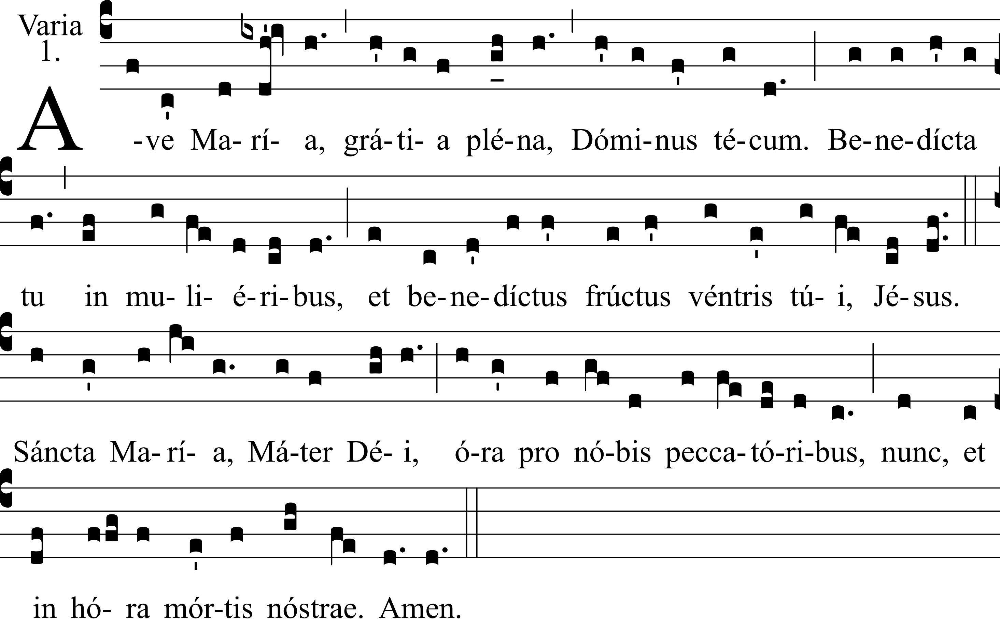 Varia
1.
A-ve Ma-rí-a, grá-ti-a plé-na, Dómi-nus té-cum. Be-ne-dícta
tu in mu-li-é-ri-bus, et be-ne-díctus frúctus véntris tú-i, Jé-sus.
Sáncta Ma-rí-a, Má-ter De-i, ó-ra pro nó-bis pecca-tó-ri-bus, nunc, et
in hó-ra mór-tis nóstrae. Amen.